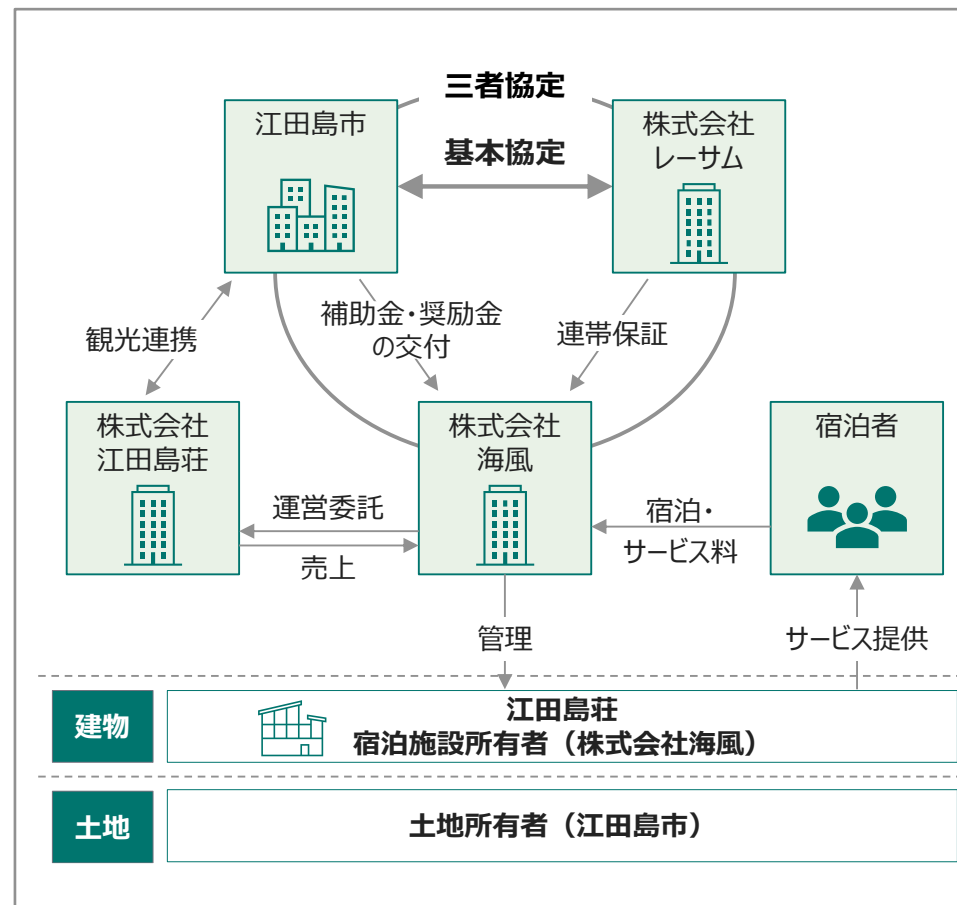 三者協定
江田島市
株式会社
レーサム
基本協定
補助金・奨励金
の交付
連帯保証
観光連携
株式会社
江田島荘
株式会社
海風
宿泊者
運営委託
売上
宿泊・
サービス料
管理
サービス提供
建物
江田島荘
宿泊施設所有者（株式会社海風）
土地
土地所有者（江田島市）